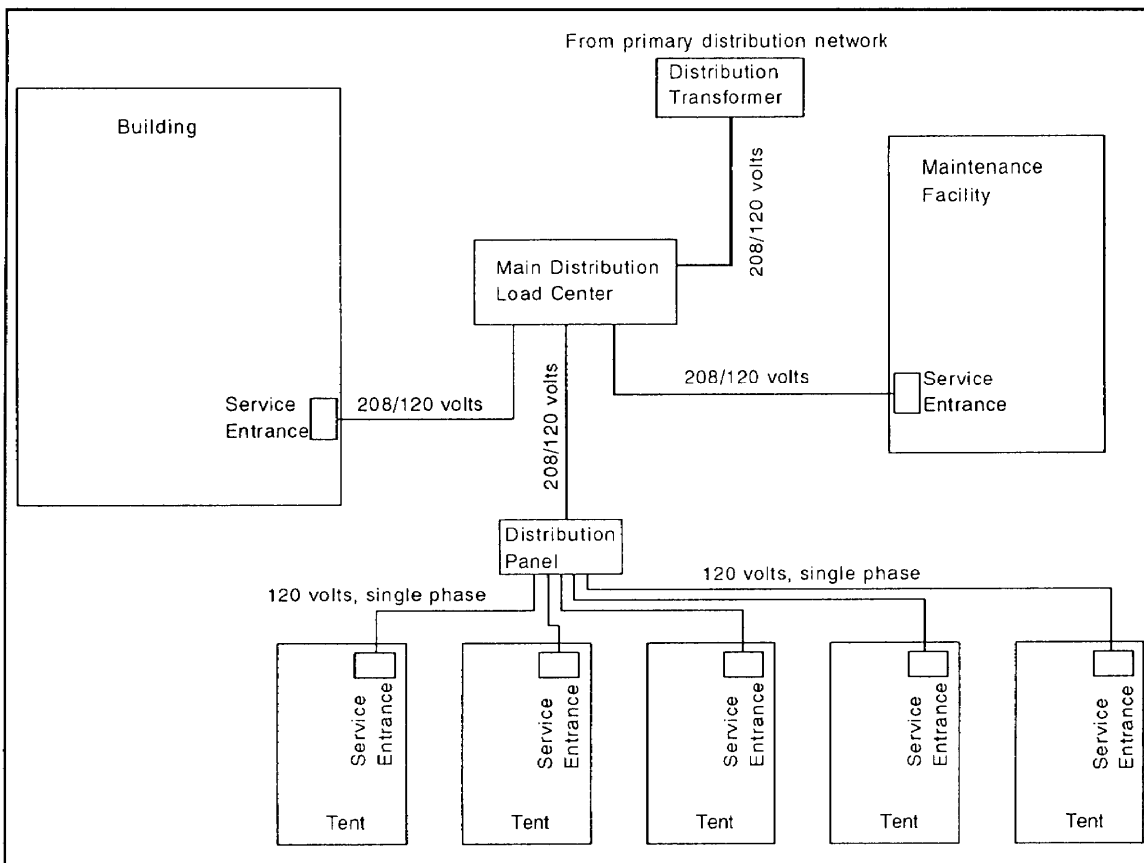 From primary distribution network
Distribution
Transformer
Building
208/120 volts
Maintenance
Facility
Main Distribution
Load Center
208/120 volts
208/120 volts
208/120 volts
Service
Entrance
Service
Entrance
Distribution
Panel
120 volts, single phase
120 volts, single phase
Service
Entrance
Service
Entrance
Service
Entrance
Service
Entrance
Service
Entrance
Tent
Tent
Tent
Tent
Tent